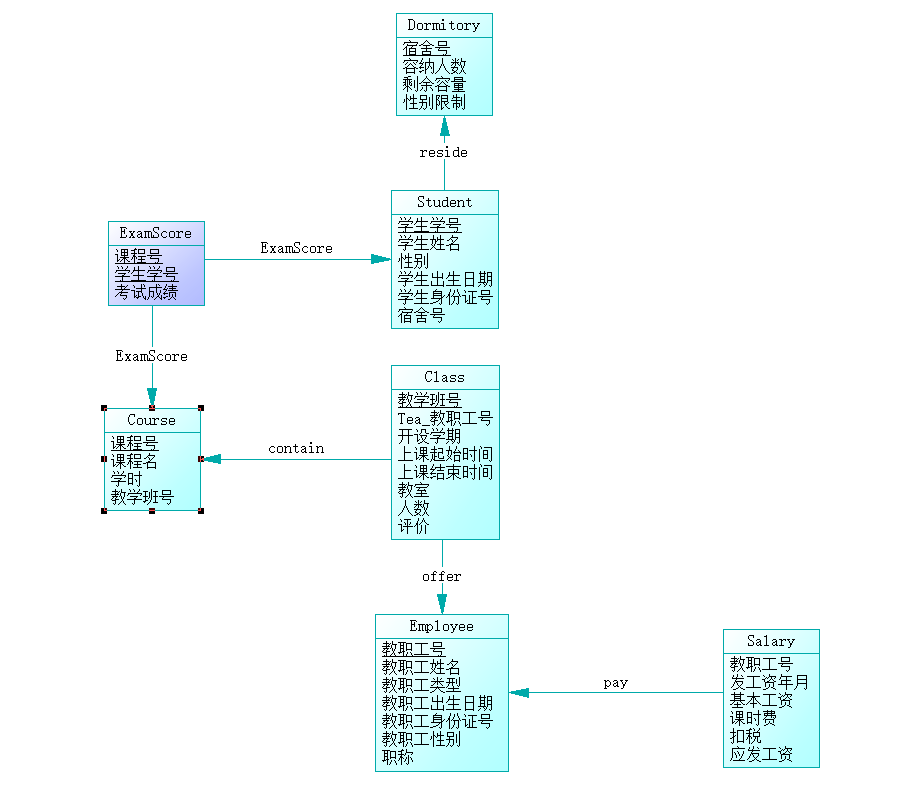 Dormitory
宿舍号
容纳人数
剩余容量
性别限制
reside
Student
学生学号
学生姓名
性别
学生出生日期
学生身份证号
宿舍号
ExamScore
课程号
学生学号
考试成绩
ExamScore
ExamScore
Course
课程号
课程名
学时
教学班号
contain
Class
教学班号
Tea_教职工号
开设学期
上课起始时间
上课结束时间
教室
人数
评价
offer
Employee
教职工号
教职工姓名
教职工类型
教职工出生日期
教职工身份证号
教职工性别
职称
pay
Salary
教职工号
发工资年月
基本工资
课时费
扣税
应发工资